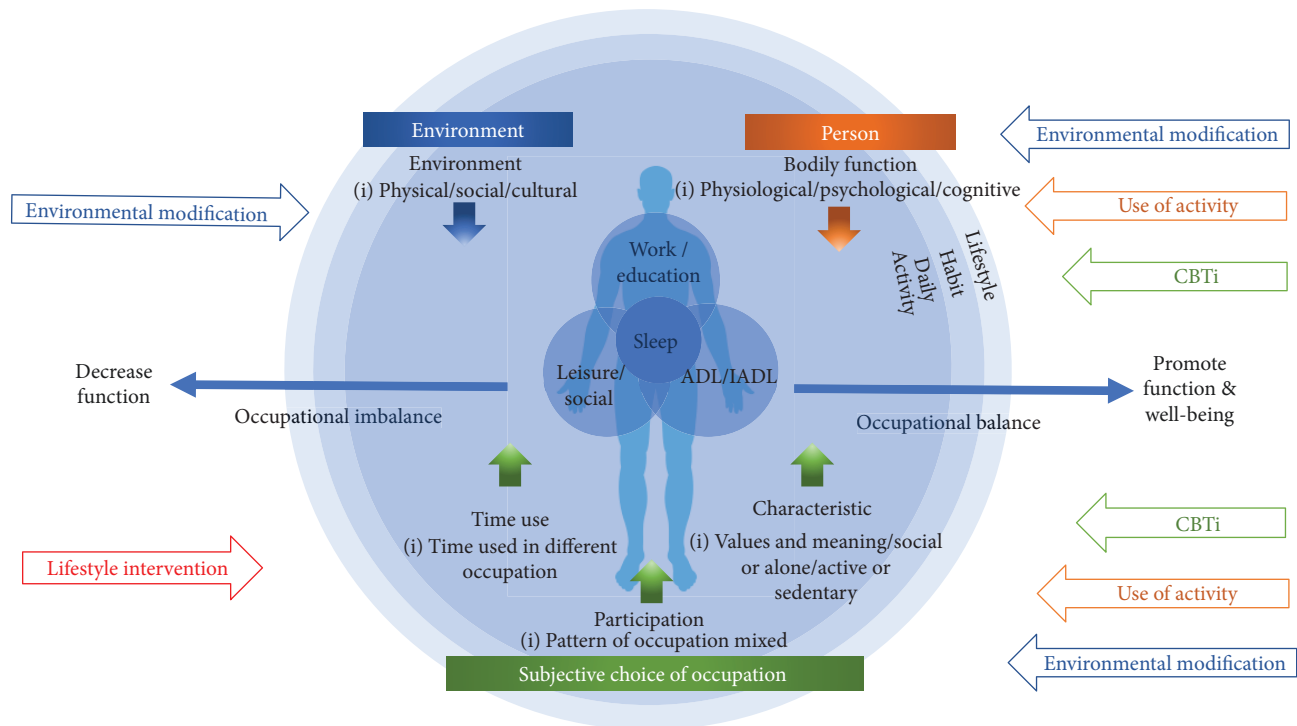 Environment
Person
Environmental modification
Environment
(i) Physical/social/cultural
Bodily function
(i) Physiological/psychological/cognitive
Environmental modification
Use of activity
Work /
education
Lifestyle
Habit
Daily
Activity
CBTi
Sleep
Leisure/
social
ADL/IADL
Decrease
function
Occupational imbalance
Promote
function &
well-being
Occupational balance
Time use
(i) Time used in different
occupation
Characteristic
(i) Values and meaning/social
or alone/active or
sedentary
CBTi
Lifestyle intervention
Use of activity
Participation
(i) Pattern of occupation mixed
Subjective choice of occupation
Environmental modification